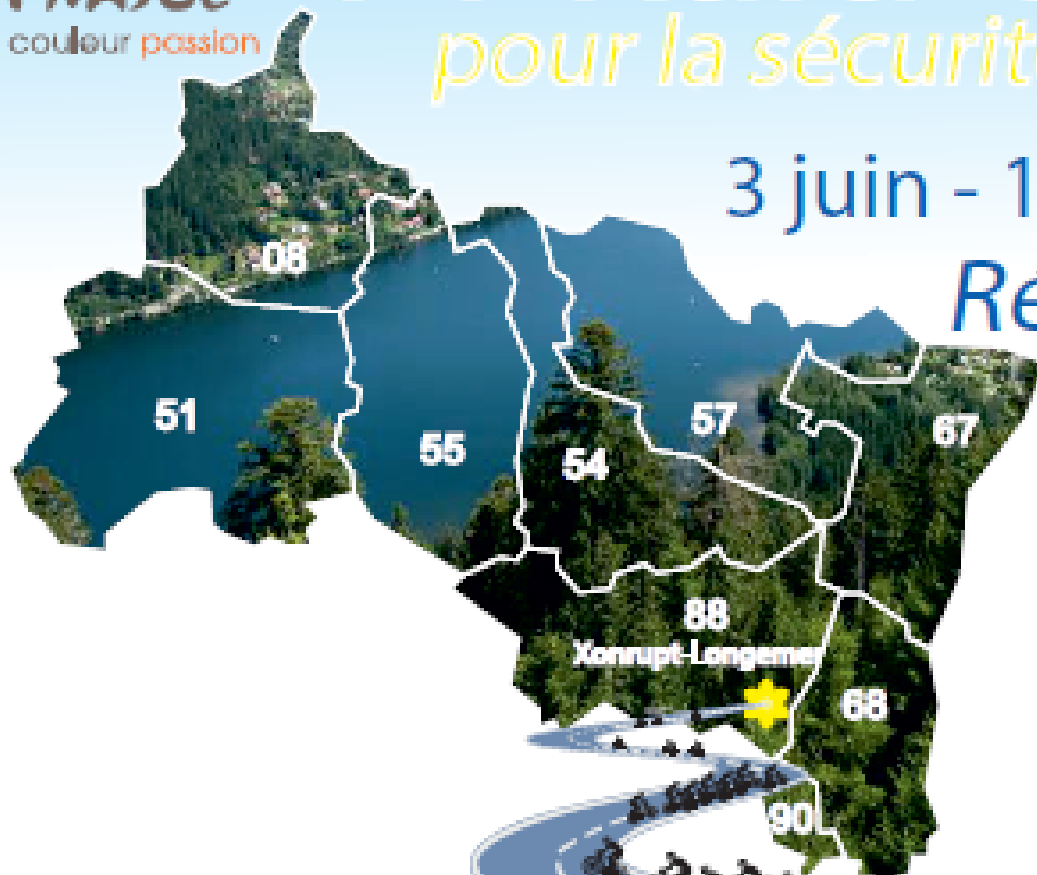 couleur passion
pour la sécurit
3 juin - 1
Ré
08
51
55
54
57
67
88
Xonrupt-Longemer
68
90